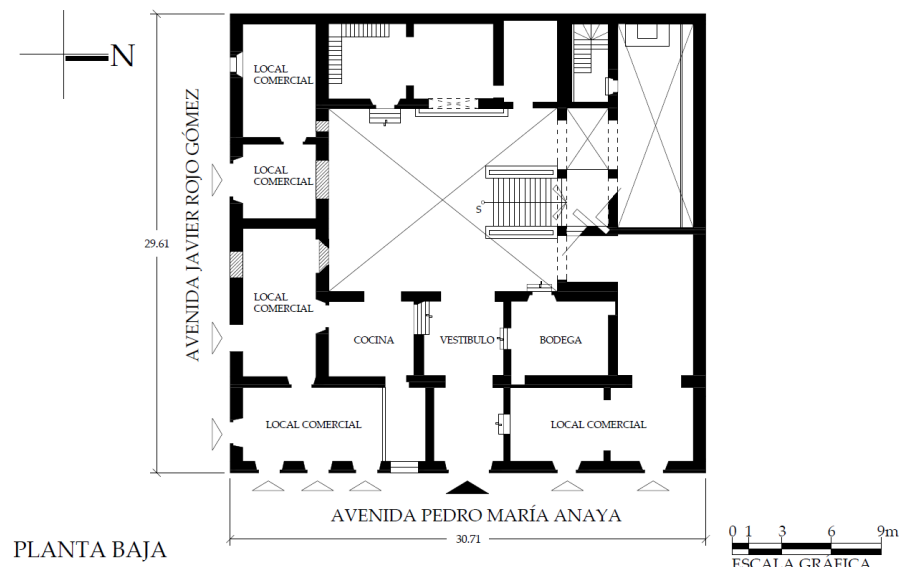 N
LOCAL
COMERCIAL
AVENIDA JAVIER ROJO GÓMEZ
LOCAL
COMERCIAL
S
29.61
LOCAL
COMERCIAL
COCINA
VESTIBULO
BODEGA
LOCAL COMERCIAL
LOCAL COMERCIAL
AVENIDA PEDRO MARÍA ANAYA
30.71
PLANTA BAJA
0 1 3 6 9m
ESCALA GRÁFICA